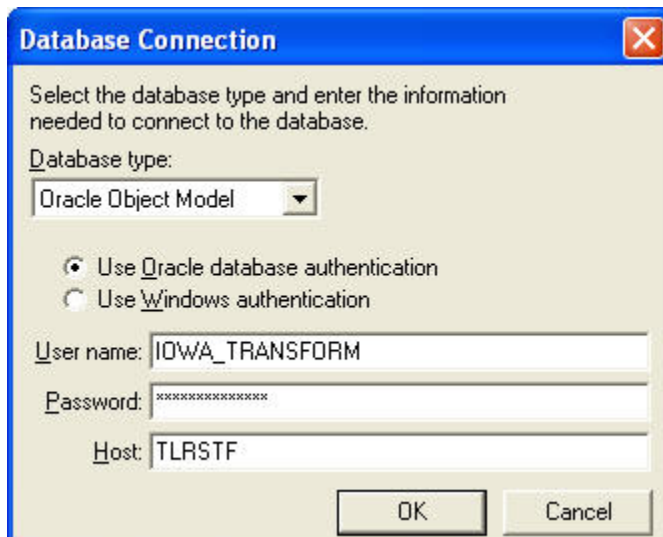 Database Connection
Select the database type and enter the information
needed to connect to the database.
Database type:
Oracle Object Model
Use Oracle database authentication
Use Windows authentication
User name: IOWA_TRANSFORM
Password: **************
Host: TLRSTF
OK Cancel